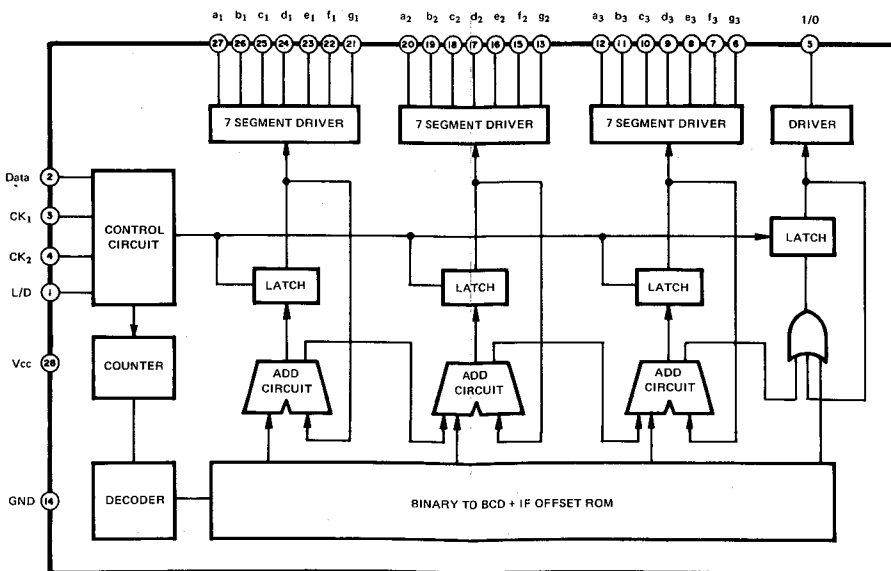 a1 b1 c1 d1 e1 f1 g1 a2 b2 c2 d2 e2 f2 g2 a3 b3 c3 d3 e3 f3 g3 1/0
27 26 25 24 23 22 21 20 19 18 17 16 15 13 12 11 10 9 8 7 6 5
7 SEGMENT DRIVER 7 SEGMENT DRIVER 7 SEGMENT DRIVER DRIVER
Data 2
CK1 3
CK2 4
L/D 1
CONTROL
CIRCUIT
LATCH
LATCH LATCH LATCH
Vcc 28
COUNTER
ADD
CIRCUIT
ADD
CIRCUIT
ADD
CIRCUIT
GND 14
DECODER
BINARY TO BCD + IF OFFSET ROM